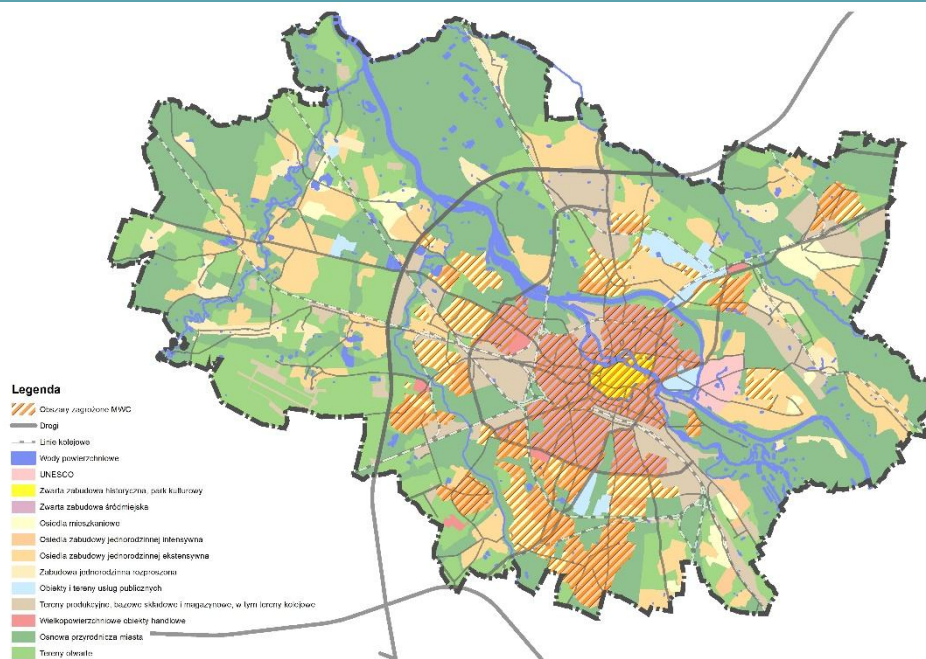 Legenda
Obszary zagrożone MWC
Drogi
Linie kolejowe
Wody powierzchniowe
UNESCO
Zwarta zabudowa historyczna, park kulturowy
Zwarta zabudowa śródmiejska
Osiedla mieszkaniowe
Osiedla zabudowy jednorodzinnej intensywna
Osiedla zabudowy jednorodzinnej ekstensywna
Zabudowa jednorodzinna rozproszona
Obiekty i tereny usług publicznych
Tereny produkcyjne, bazowe składowe i magazynowe, w tym tereny kolejowe
Wielkopowierzchniowe obiekty handlowe
Osnowa przyrodnicza miasta
Tereny otwarte